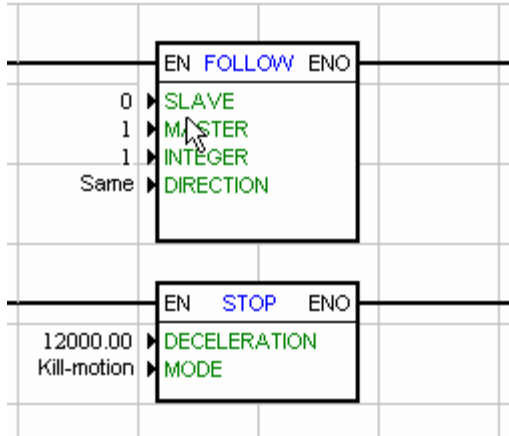 EN FOLLOW ENO
0 SLAVE
1 MASTER
1 INTEGER
Same DIRECTION
EN STOP ENO
12000.00 DECELERATION
Kill-motion MODE